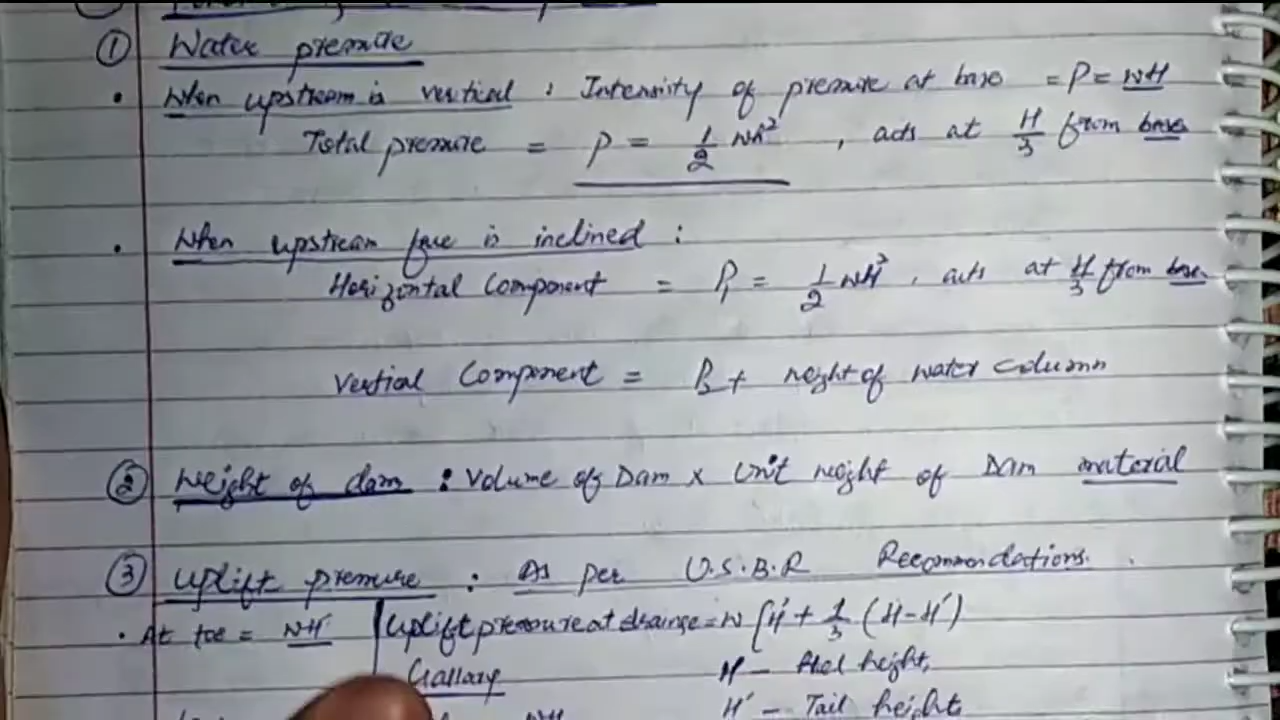 ① Water pressure
• When upstream is vertical : Intensity of pressure at base = P = wH
Total pressure = P = 1/2 wh², acts at H/3 from base
• When upstream face is inclined :
Horizontal Component = P₁ = 1/2 wH², acts at H/3 from base
Vertical Component = P₂ + weight of water column
② Weight of dam : Volume of Dam x Unit weight of Dam material
③ Uplift pressure : As per U.S.B.R Recommendations.
• At toe = wH' | Uplift pressure at drainage = w [H' + 1/3 (H-H')
Gallary H - height,
H' - Tail height
wH